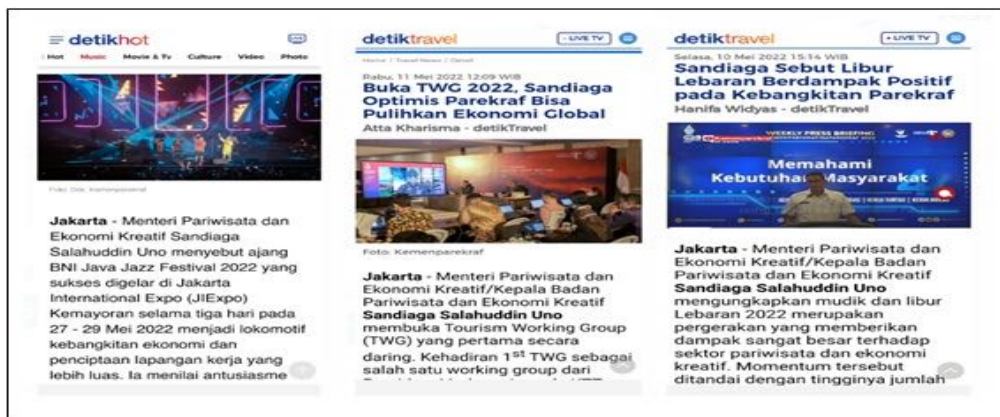 detikhot
Hot Music Movie & Tv Culture Video Photo
Jakarta - Menteri Pariwisata dan
Ekonomi Kreatif Sandiaga
Salahuddin Uno menyebut ajang
BNI Java Jazz Festival 2022 yang
sukses digelar di Jakarta
International Expo (JIExpo)
Kemayoran selama tiga hari pada
27 - 29 Mei 2022 menjadi lokomotif
kebangkitan ekonomi dan
penciptaan lapangan kerja yang
lebih luas. Ia menilai antusiasme
detiktravel
LIVE TV
Home / Travel News / Detail
Rabu, 11 Mei 2022 12:09 WIB
Buka TWG 2022, Sandiaga
Optimis Parekraf Bisa
Pulihkan Ekonomi Global
Atta Kharisma - detikTravel
Foto: Kemenparekraf
Jakarta - Menteri Pariwisata dan
Ekonomi Kreatif/Kepala Badan
Pariwisata dan Ekonomi Kreatif
Sandiaga Salahuddin Uno
membuka Tourism Working Group
(TWG) yang pertama secara
daring. Kehadiran 1st TWG sebagai
salah satu working group dari
detiktravel
LIVE TV
Selasa, 10 Mei 2022 15:14 WIB
Sandiaga Sebut Libur
Lebaran Berdampak Positif
pada Kebangkitan Parekraf
Hanifa Widyas - detikTravel
WEEKLY PRESS BRIEFING
Memahami
Kebutuhan Masyarakat
Jakarta - Menteri Pariwisata dan
Ekonomi Kreatif/Kepala Badan
Pariwisata dan Ekonomi Kreatif
Sandiaga Salahuddin Uno
mengungkapkan mudik dan libur
Lebaran 2022 merupakan
pergerakan yang memberikan
dampak sangat besar terhadap
sektor pariwisata dan ekonomi
kreatif. Momentum tersebut
ditandai dengan tingginya jumlah